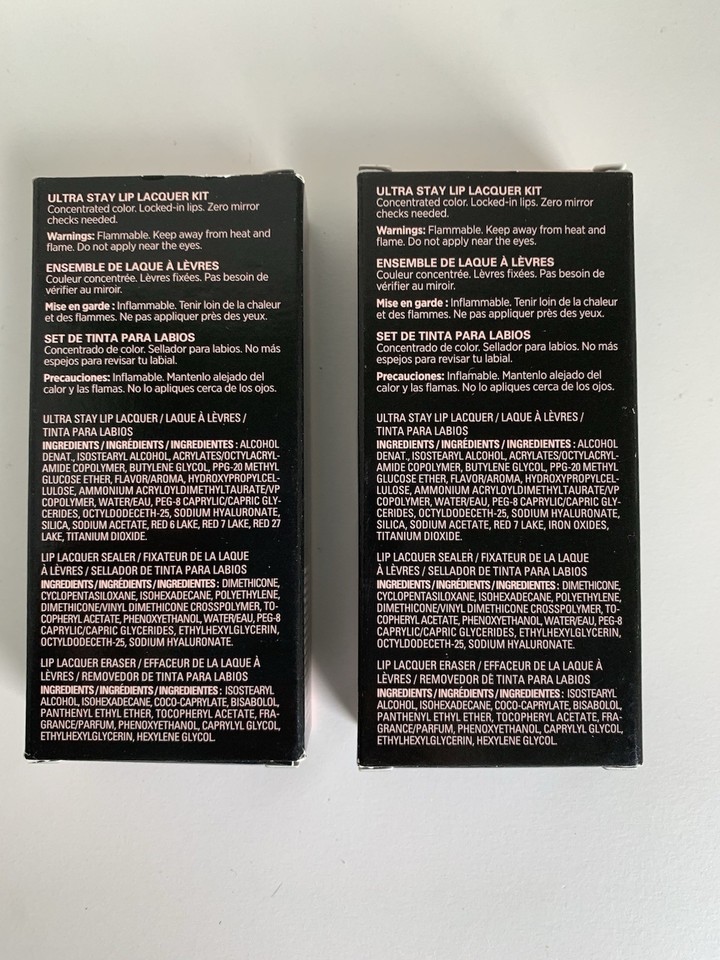 ULTRA STAY LIP LACQUER KIT
Concentrated color. Locked-in lips. Zero mirror
checks needed.
Warnings: Flammable. Keep away from heat and
flame. Do not apply near the eyes.
ENSEMBLE DE LAQUE À LÈVRES
Couleur concentrée. Lèvres fixées. Pas besoin de
vérifier au miroir.
Mise en garde : Inflammable. Tenir loin de la chaleur
et des flammes. Ne pas appliquer près des yeux.
SET DE TINTA PARA LABIOS
Concentrado de color. Sellador para labios. No más
espejos para revisar tu labial.
Precauciones: Inflamable. Mantenlo alejado del
calor y las flamas. No lo apliques cerca de los ojos.
ULTRA STAY LIP LACQUER / LAQUE À LÈVRES /
TINTA PARA LABIOS
INGREDIENTS / INGRÉDIENTS / INGREDIENTES : ALCOHOL
DENAT., ISOSTEARYL ALCOHOL, ACRYLATES/OCTYLACRYL-
AMIDE COPOLYMER, BUTYLENE GLYCOL, PPG-20 METHYL
GLUCOSE ETHER, FLAVOR/AROMA, HYDROXYPROPYLCEL-
LULOSE, AMMONIUM ACRYLOYLDIMETHYLTAURATE/VP
COPOLYMER, WATER/EAU, PEG-8 CAPRYLIC/CAPRIC GLY-
CERIDES, OCTYLDODECETH-25, SODIUM HYALURONATE,
SILICA, SODIUM ACETATE, RED 6 LAKE, RED 7 LAKE, RED 27
LAKE, TITANIUM DIOXIDE.
LIP LACQUER SEALER / FIXATEUR DE LA LAQUE
À LÈVRES / SELLADOR DE TINTA PARA LABIOS
INGREDIENTS / INGRÉDIENTS / INGREDIENTES : DIMETHICONE,
CYCLOPENTASILOXANE, ISOHEXADECANE, POLYETHYLENE,
DIMETHICONE/VINYL DIMETHICONE CROSSPOLYMER, TO-
COPHERYL ACETATE, PHENOXYETHANOL, WATER/EAU, PEG-8
CAPRYLIC/CAPRIC GLYCERIDES, ETHYLHEXYLGLYCERIN,
OCTYLDODECETH-25, SODIUM HYALURONATE.
LIP LACQUER ERASER / EFFACEUR DE LA LAQUE À
LÈVRES / REMOVEDOR DE TINTA PARA LABIOS
INGREDIENTS / INGRÉDIENTS / INGREDIENTES : ISOSTEARYL
ALCOHOL, ISOHEXADECANE, COCO-CAPRYLATE, BISABOLOL,
PANTHENYL ETHYL ETHER, TOCOPHERYL ACETATE, FRA-
GRANCE/PARFUM, PHENOXYETHANOL, CAPRYLYL GLYCOL,
ETHYLHEXYLGLYCERIN, HEXYLENE GLYCOL.
ULTRA STAY LIP LACQUER KIT
Concentrated color. Locked-in lips. Zero mirror
checks needed.
Warnings: Flammable. Keep away from heat and
flame. Do not apply near the eyes.
ENSEMBLE DE LAQUE À LÈVRES
Couleur concentrée. Lèvres fixées. Pas besoin de
vérifier au miroir.
Mise en garde : Inflammable. Tenir loin de la chaleur
et des flammes. Ne pas appliquer près des yeux.
SET DE TINTA PARA LABIOS
Concentrado de color. Sellador para labios. No más
espejos para revisar tu labial.
Precauciones: Inflamable. Mantenlo alejado del
calor y las flamas. No lo apliques cerca de los ojos.
ULTRA STAY LIP LACQUER / LAQUE À LÈVRES /
TINTA PARA LABIOS
INGREDIENTS / INGRÉDIENTS / INGREDIENTES : ALCOHOL
DENAT., ISOSTEARYL ALCOHOL, ACRYLATES/OCTYLACRYL-
AMIDE COPOLYMER, BUTYLENE GLYCOL, PPG-20 METHYL
GLUCOSE ETHER, FLAVOR/AROMA, HYDROXYPROPYLCEL-
LULOSE, AMMONIUM ACRYLOYLDIMETHYLTAURATE/VP
COPOLYMER, WATER/EAU, PEG-8 CAPRYLIC/CAPRIC GLY-
CERIDES, OCTYLDODECETH-25, SODIUM HYALURONATE,
SILICA, SODIUM ACETATE, RED 7 LAKE, IRON OXIDES,
TITANIUM DIOXIDE.
LIP LACQUER SEALER / FIXATEUR DE LA LAQUE
À LÈVRES / SELLADOR DE TINTA PARA LABIOS
INGREDIENTS / INGRÉDIENTS / INGREDIENTES : DIMETHICONE,
CYCLOPENTASILOXANE, ISOHEXADECANE, POLYETHYLENE,
DIMETHICONE/VINYL DIMETHICONE CROSSPOLYMER, TO-
COPHERYL ACETATE, PHENOXYETHANOL, WATER/EAU, PEG-8
CAPRYLIC/CAPRIC GLYCERIDES, ETHYLHEXYLGLYCERIN,
OCTYLDODECETH-25, SODIUM HYALURONATE.
LIP LACQUER ERASER / EFFACEUR DE LA LAQUE À
LÈVRES / REMOVEDOR DE TINTA PARA LABIOS
INGREDIENTS / INGRÉDIENTS / INGREDIENTES : ISOSTEARYL
ALCOHOL, ISOHEXADECANE, COCO-CAPRYLATE, BISABOLOL,
PANTHENYL ETHYL ETHER, TOCOPHERYL ACETATE, FRA-
GRANCE/PARFUM, PHENOXYETHANOL, CAPRYLYL GLYCOL,
ETHYLHEXYLGLYCERIN, HEXYLENE GLYCOL.